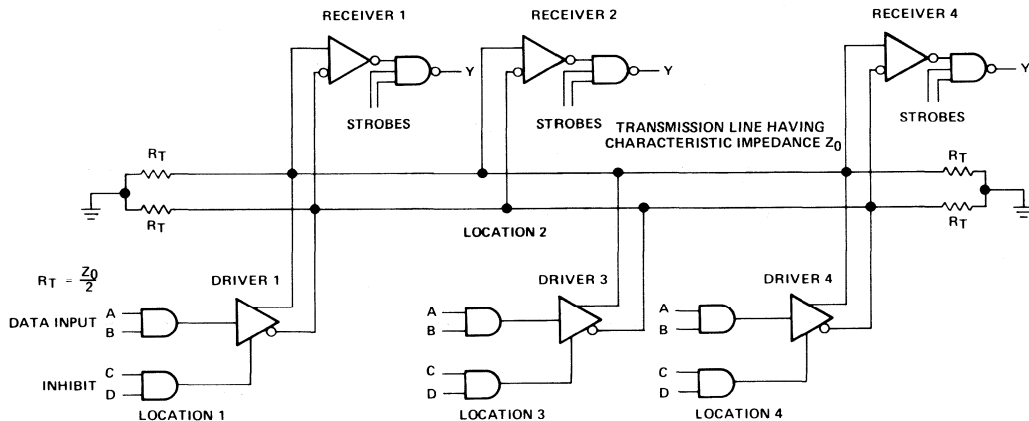 RECEIVER 1
RECEIVER 2
RECEIVER 4
Y
Y
Y
STROBES
STROBES
STROBES
TRANSMISSION LINE HAVING
CHARACTERISTIC IMPEDANCE Z0
RT
RT
RT
RT
LOCATION 2
RT = Z0
2
DRIVER 1
DRIVER 3
DRIVER 4
DATA INPUT
A
B
A
B
A
B
INHIBIT
C
D
C
D
C
D
LOCATION 1
LOCATION 3
LOCATION 4